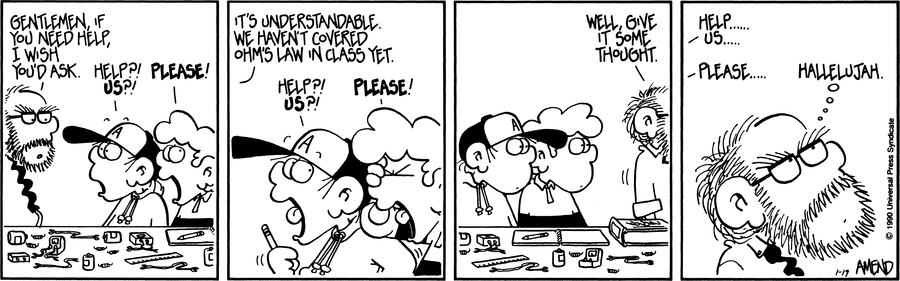 GENTLEMEN, IF
YOU NEED HELP,
I WISH
YOU'D ASK.
HELP?!
US?!
PLEASE!
A
IT'S UNDERSTANDABLE.
WE HAVEN'T COVERED
OHM'S LAW IN CLASS YET.
HELP?!
US?!
PLEASE!
A
WELL, GIVE
IT SOME
THOUGHT.
A
HELP......
US.....
PLEASE.....
HALLELUJAH.
© 1990 Universal Press Syndicate
1-19
AMEND